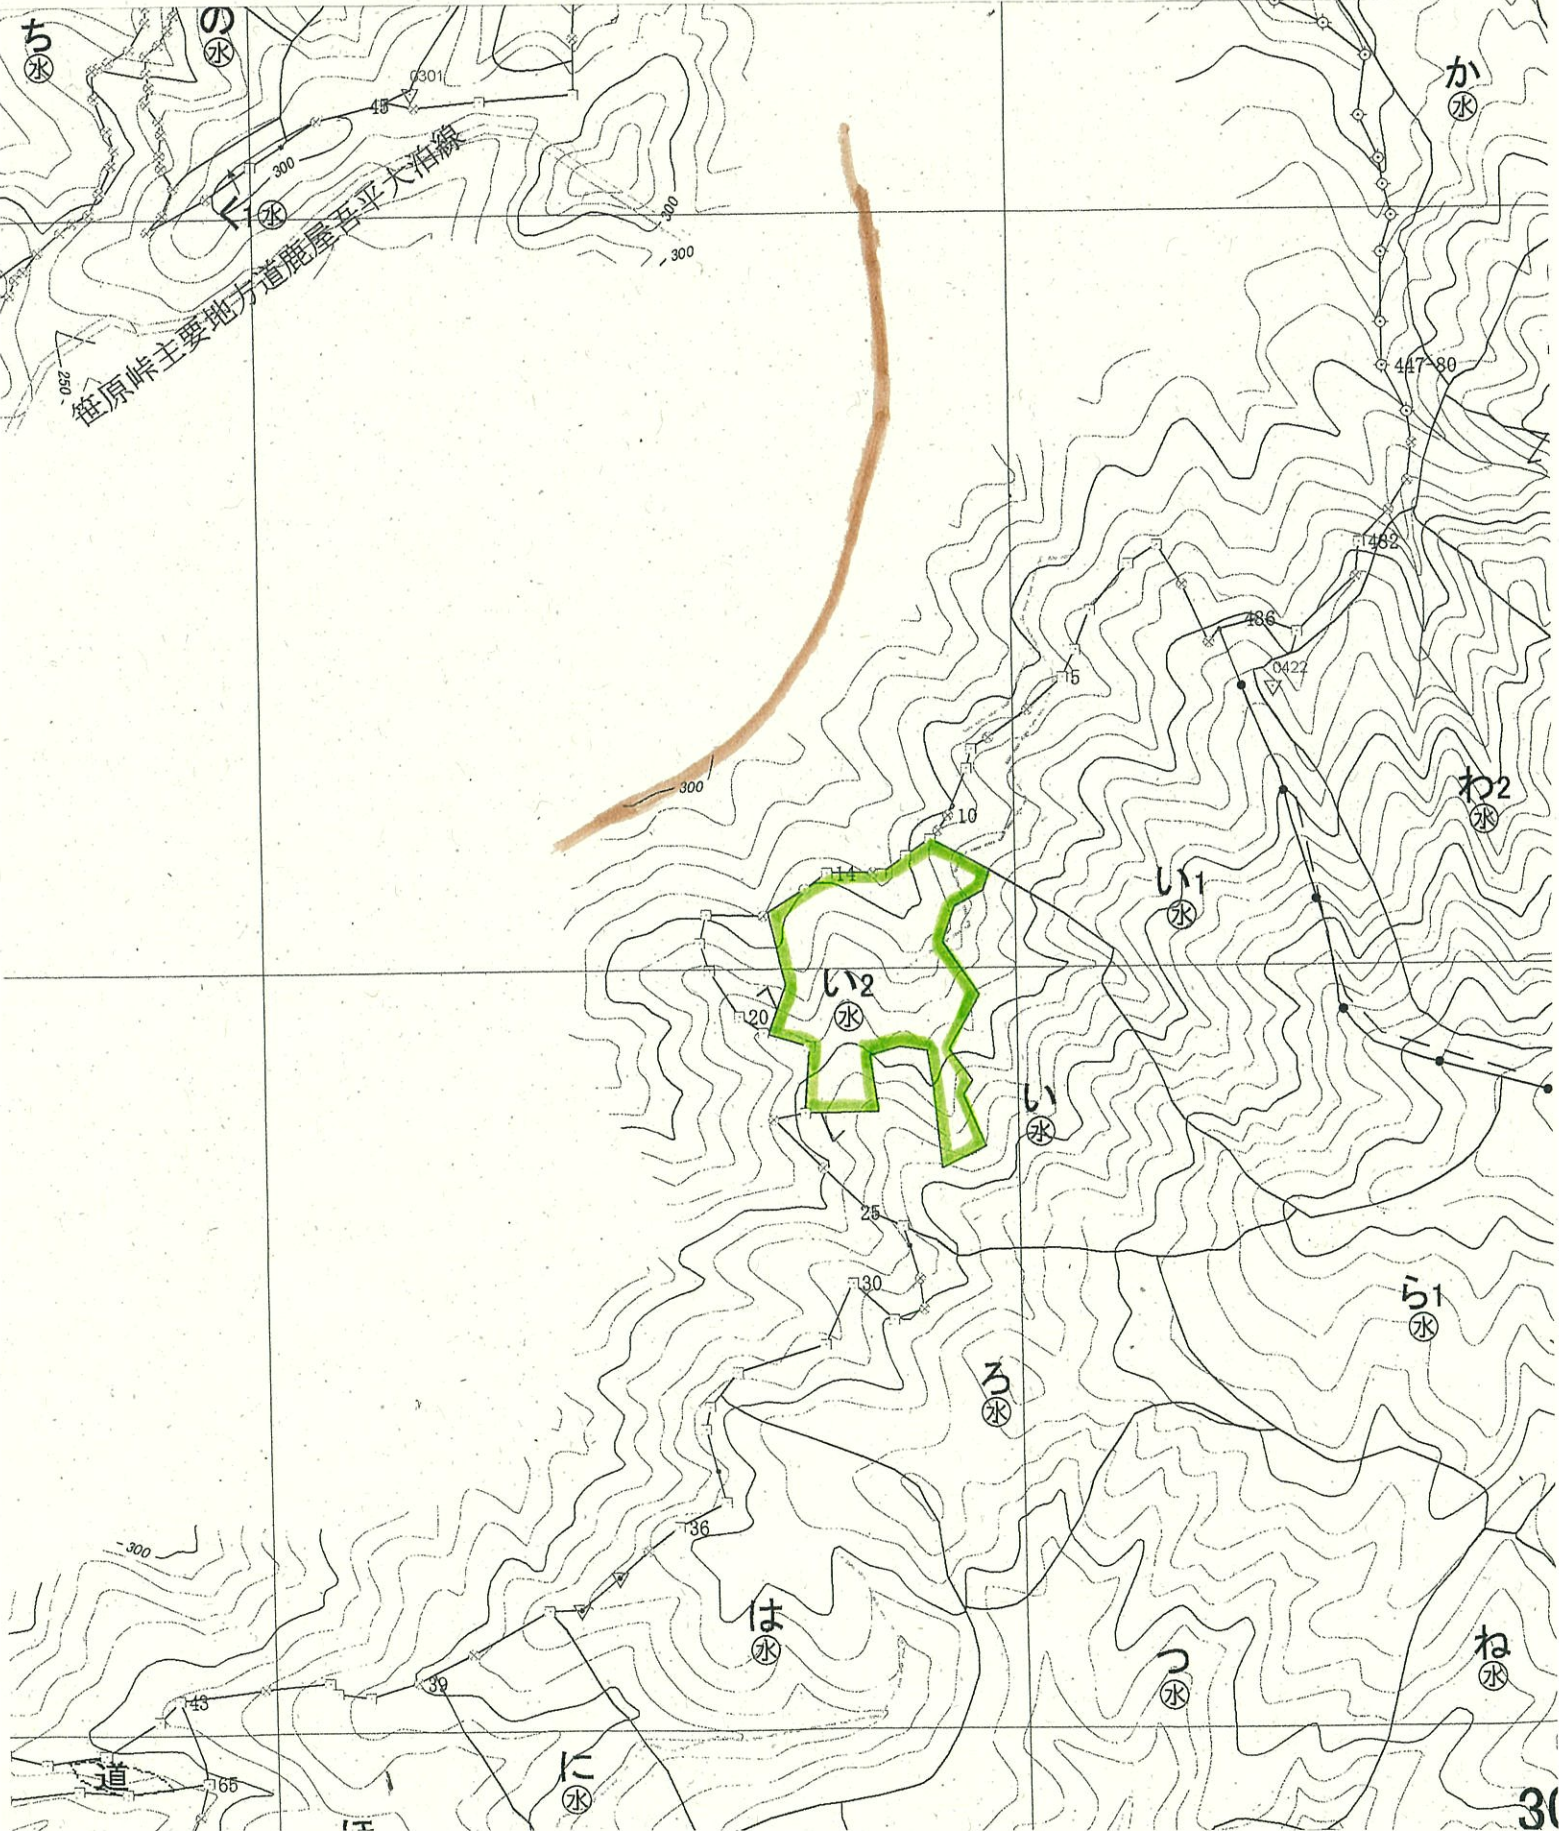 ち
水
の
水
0301
45
か
水
300
1
水
笹原峠主要地方道鹿屋吾平大泊線
300
300
250
447-80
482
486
0422
5
300
10
わ2
水
14
い1
水
い2
水
20
い
水
25
30
ら1
水
ろ
水
36
300
は
水
つ
水
ね
水
39
43
道
65
に
水